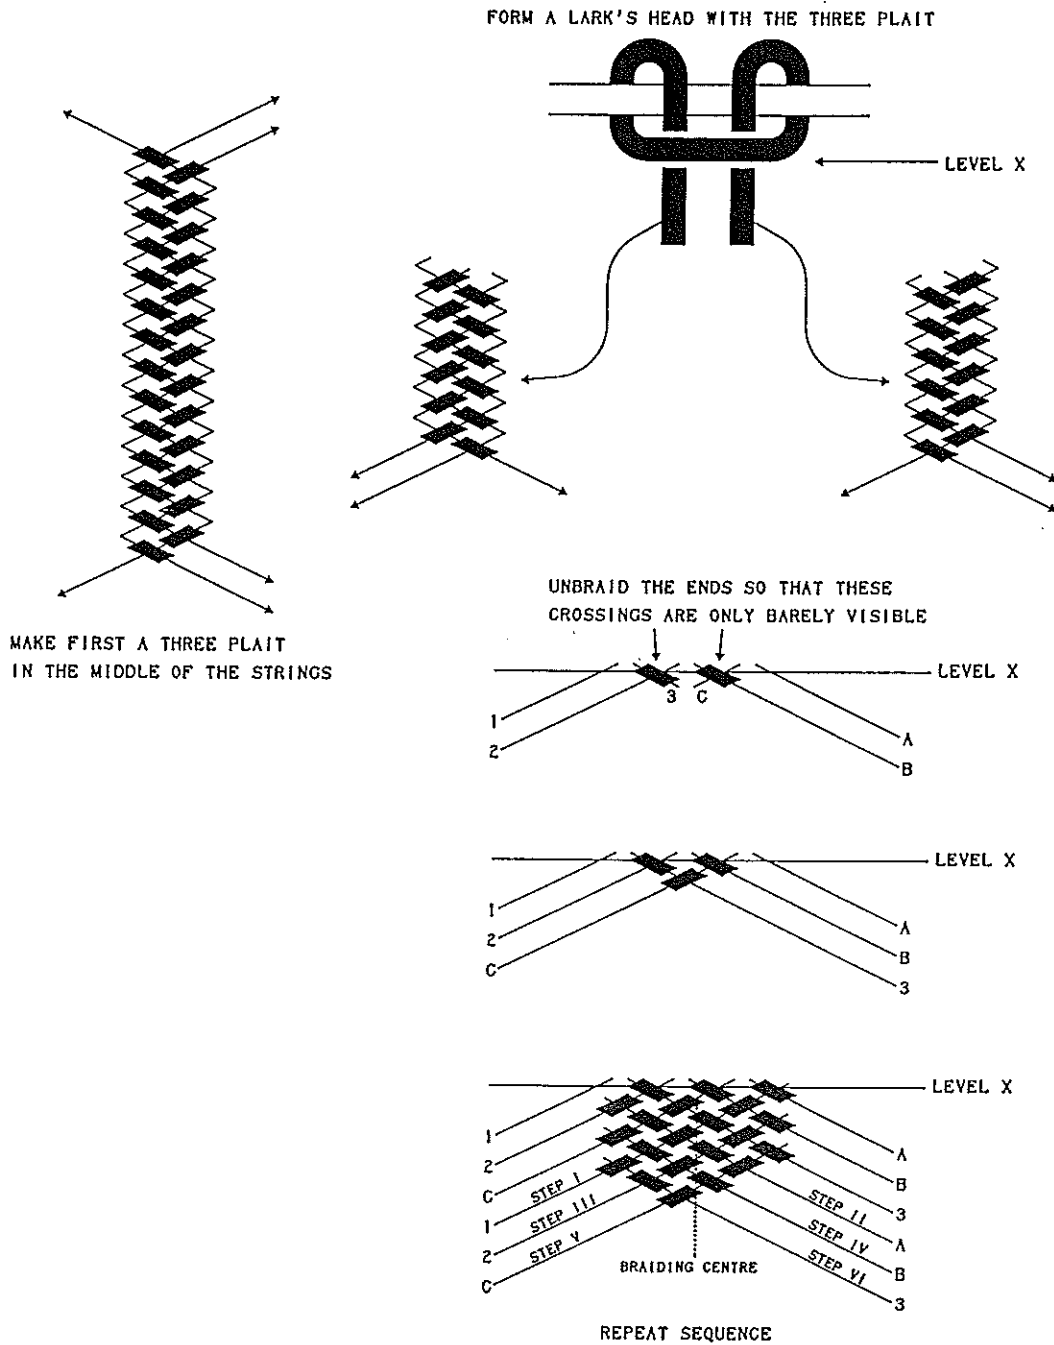 FORM A LARK'S HEAD WITH THE THREE PLAIT
LEVEL X
MAKE FIRST A THREE PLAIT
IN THE MIDDLE OF THE STRINGS
UNBRAID THE ENDS SO THAT THESE
CROSSINGS ARE ONLY BARELY VISIBLE
LEVEL X
3 C
1
A
2
B
LEVEL X
1
A
2
B
C
3
LEVEL X
1
A
2
B
C
STEP I
3
1
STEP III
STEP II
A
2
STEP V
STEP IV
B
C
BRAIDING CENTRE
STEP VI
3
REPEAT SEQUENCE